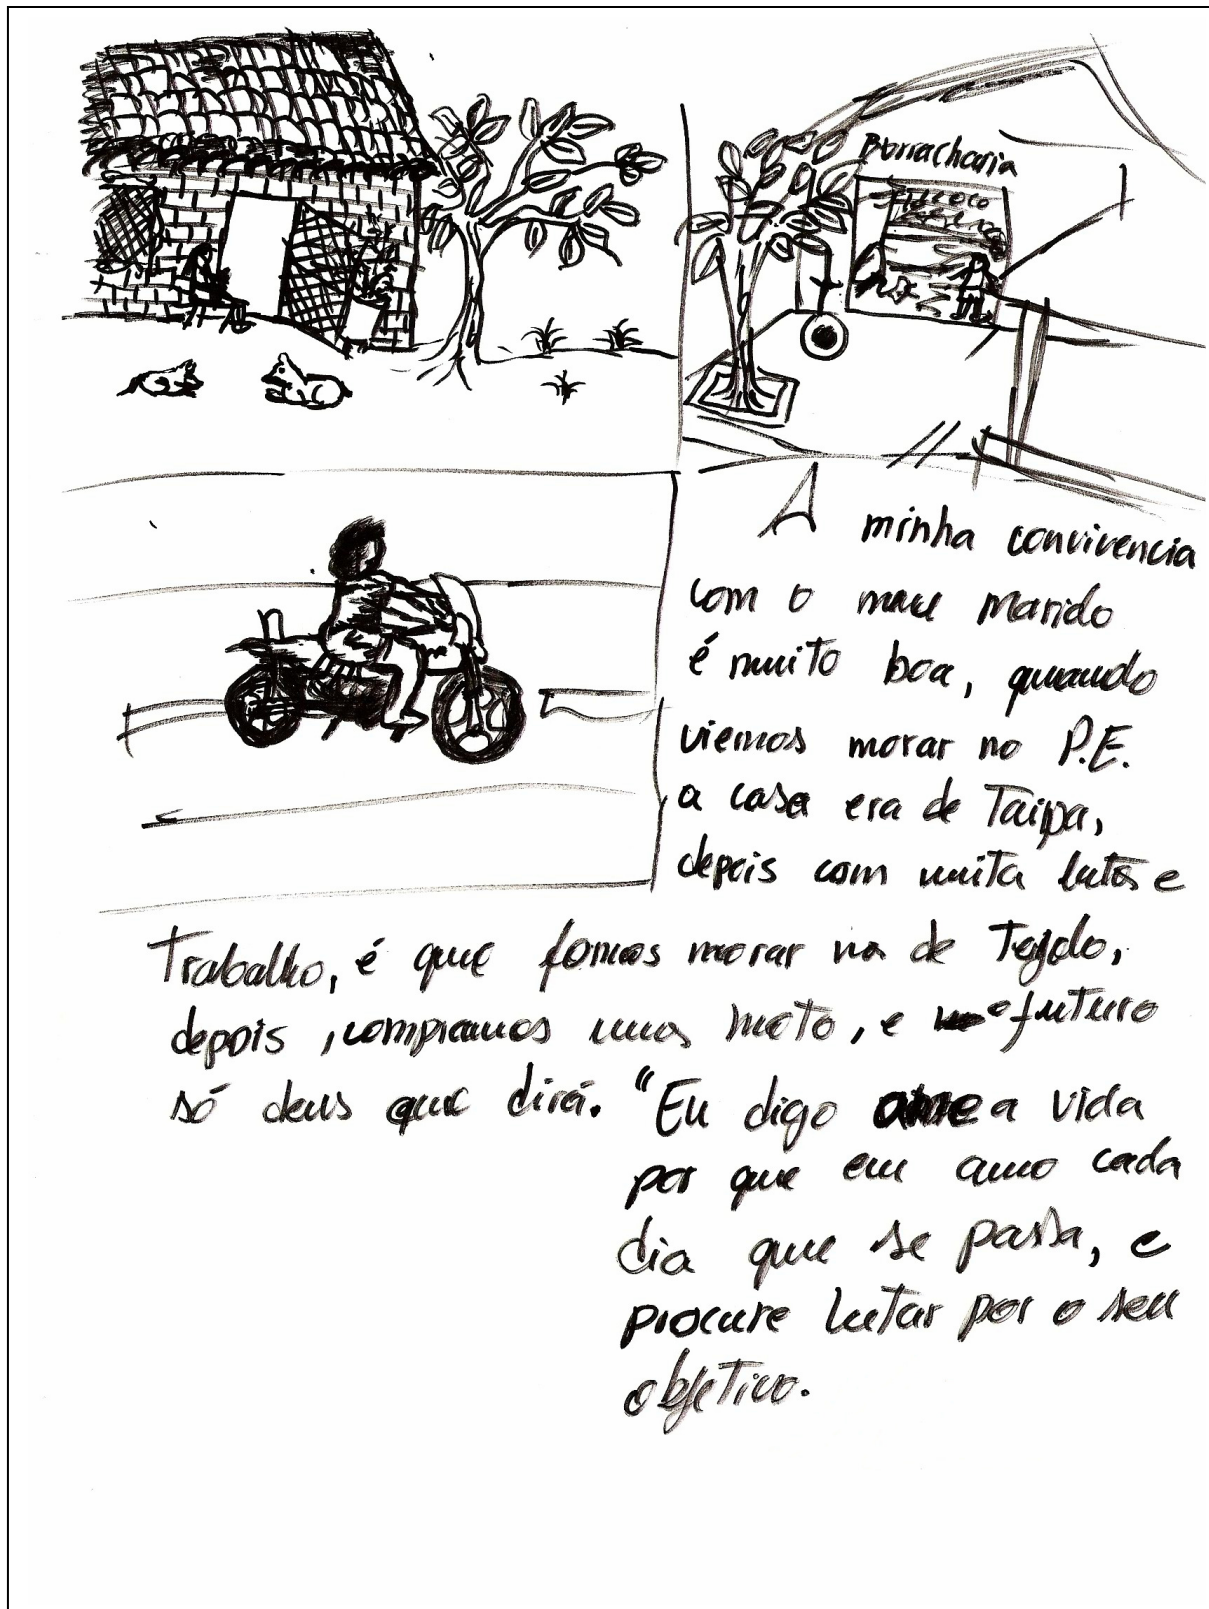 Borracharia
A minha convivencia
com o meu marido
é muito boa, quando
viemos morar no P.E.
a casa era de Taipa,
depois com muita luta e
Trabalho, é que fomos morar na de Tejolo,
depois, compramos uma moto, e o futuro
só deus que dirá. "Eu digo ame a vida
por que eu amo cada
dia que se passa, e
procure lutar por o seu
objetivo.